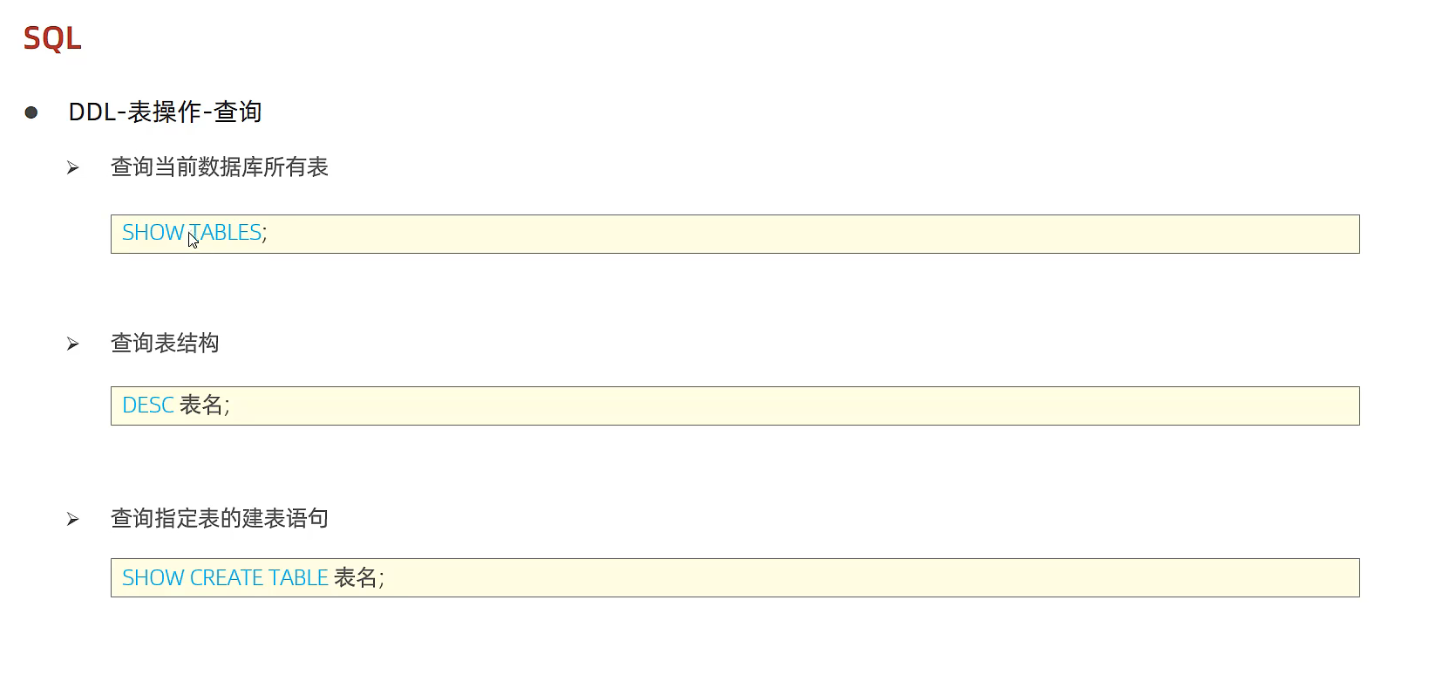 SQL
DDL-表操作-查询
查询当前数据库所有表
SHOW TABLES;
查询表结构
DESC 表名;
查询指定表的建表语句
SHOW CREATE TABLE 表名;